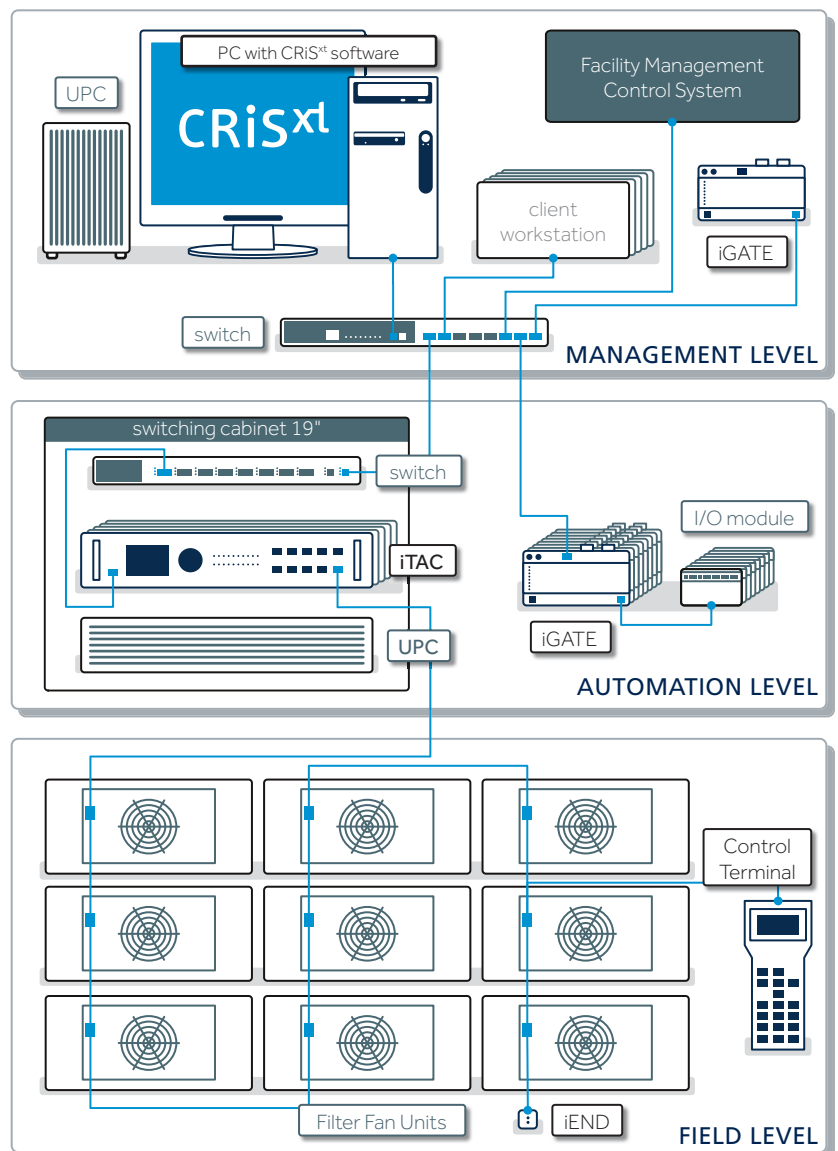 PC with CRiSˣᵗ software
UPC
CRiSˣᵗ
Facility Management
Control System
client
workstation
iGATE
switch
MANAGEMENT LEVEL
switching cabinet 19"
switch
I/O module
iTAC
iGATE
UPC
AUTOMATION LEVEL
Control
Terminal
Filter Fan Units
iEND
FIELD LEVEL